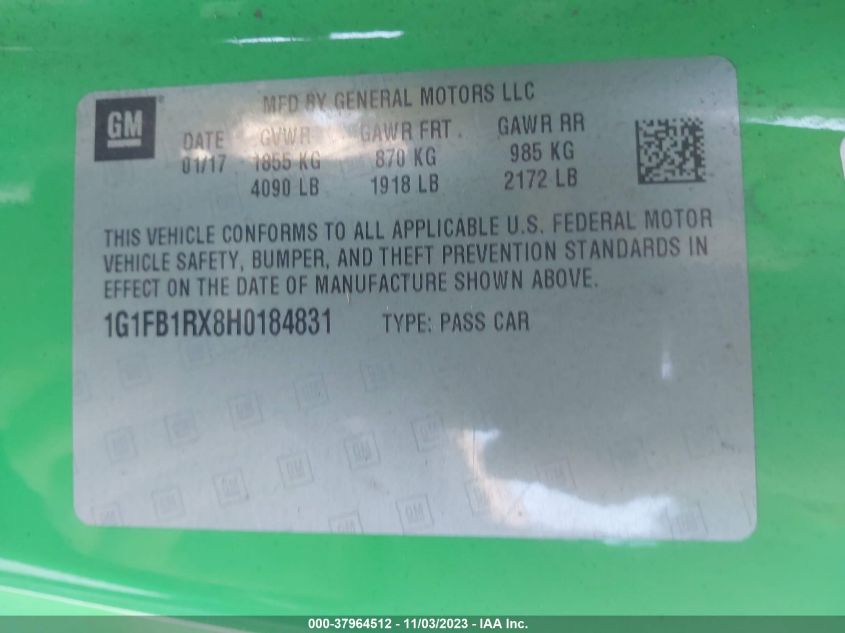 GM
MFD BY GENERAL MOTORS LLC
DATE GVWR GAWR FRT. GAWR RR
01/17 1855 KG 870 KG 985 KG
4090 LB 1918 LB 2172 LB
THIS VEHICLE CONFORMS TO ALL APPLICABLE U.S. FEDERAL MOTOR
VEHICLE SAFETY, BUMPER, AND THEFT PREVENTION STANDARDS IN
EFFECT ON THE DATE OF MANUFACTURE SHOWN ABOVE.
1G1FB1RX8H0184831 TYPE: PASS CAR
000-37964512 - 11/03/2023 - IAA Inc.